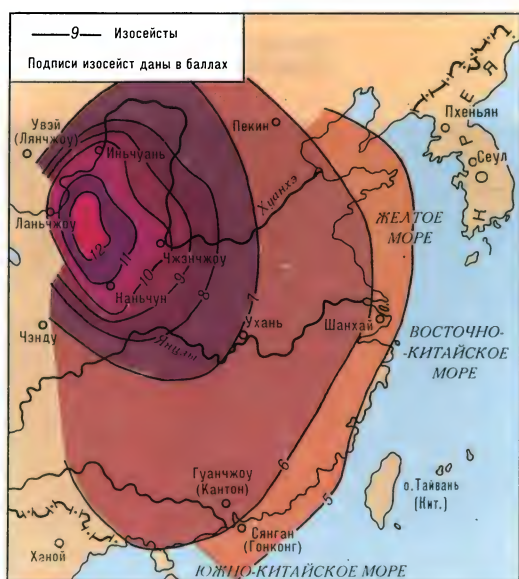 —9— Изосейсты
Подписи изосейст даны в баллах
Увэй
(Лянчжоу)
Иньчуань
Пекин
Пхеньян
КОРЕЯ
Сеул
Хуанхэ
Ланьчжоу
ЖЕЛТОЕ
МОРЕ
12
11
10
9
8
7
Чжэнчжоу
Наньчун
Чэнду
Янцзы
Ухань
Шанхай
ВОСТОЧНО-
-КИТАЙСКОЕ
МОРЕ
6
5
Гуанчжоу
(Кантон)
о.Тайвань
(Кит.)
Сянган
(Гонконг)
Ханой
ЮЖНО-КИТАЙСКОЕ МОРЕ